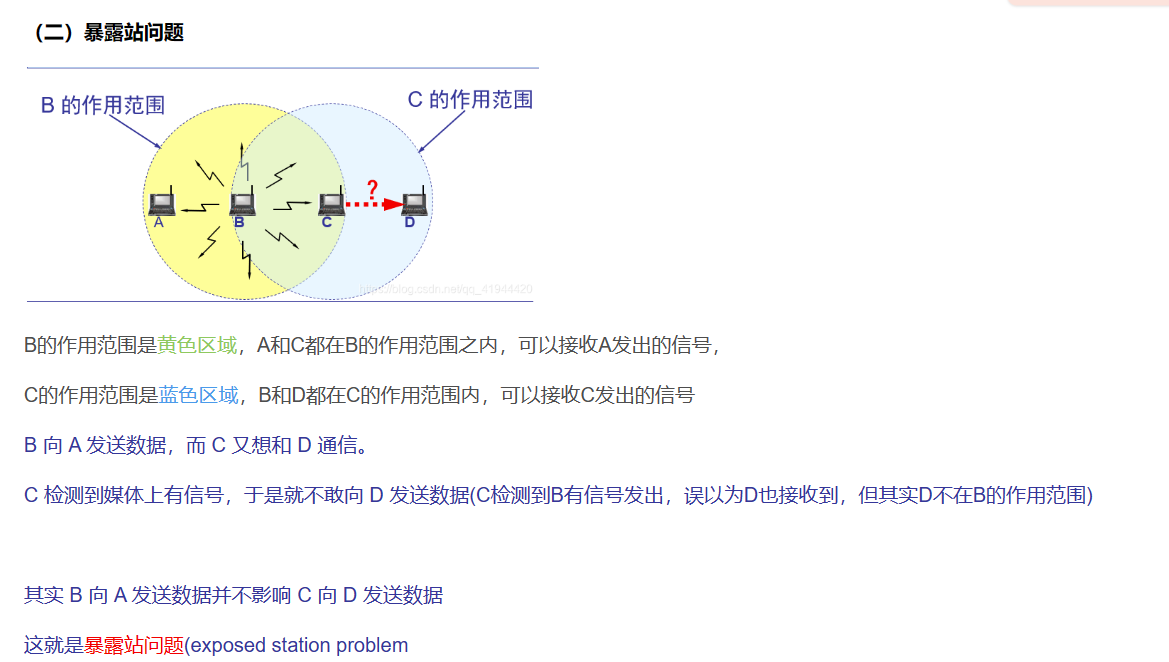 （二）暴露站问题
B 的作用范围
C 的作用范围
?
A
B
C
D
http://blog.csdn.net/qq_41944420
B的作用范围是黄色区域，A和C都在B的作用范围之内，可以接收A发出的信号，
C的作用范围是蓝色区域，B和D都在C的作用范围内，可以接收C发出的信号
B 向 A 发送数据，而 C 又想和 D 通信。
C 检测到媒体上有信号，于是就不敢向 D 发送数据(C检测到B有信号发出，误以为D也接收到，但其实D不在B的作用范围)
其实 B 向 A 发送数据并不影响 C 向 D 发送数据
这就是暴露站问题(exposed station problem